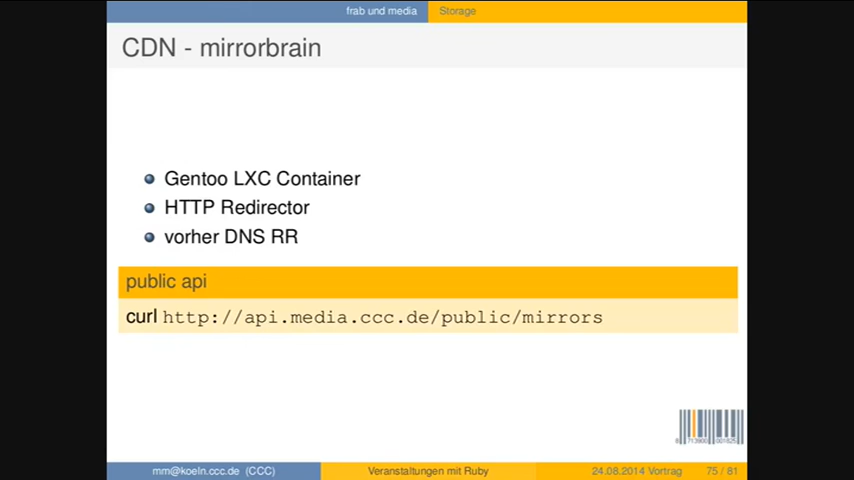 frab und media Storage
CDN - mirrorbrain
Gentoo LXC Container
HTTP Redirector
vorher DNS RR
public api
curl http://api.media.ccc.de/public/mirrors
mm@koeln.ccc.de (CCC) Veranstaltungen mit Ruby 24.08.2014 Vortrag 75 / 81